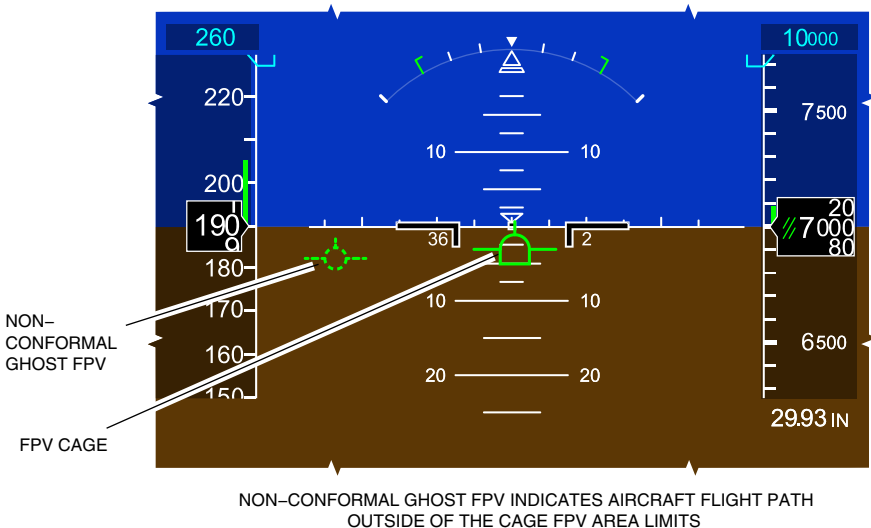 260
10000
220
7500
10 10
200
20
190
7000
36
2
9
80
180
10 10
170
NON–
CONFORMAL
GHOST FPV
160
6500
20 20
150
29.93 IN
FPV CAGE
NON–CONFORMAL GHOST FPV INDICATES AIRCRAFT FLIGHT PATH
OUTSIDE OF THE CAGE FPV AREA LIMITS